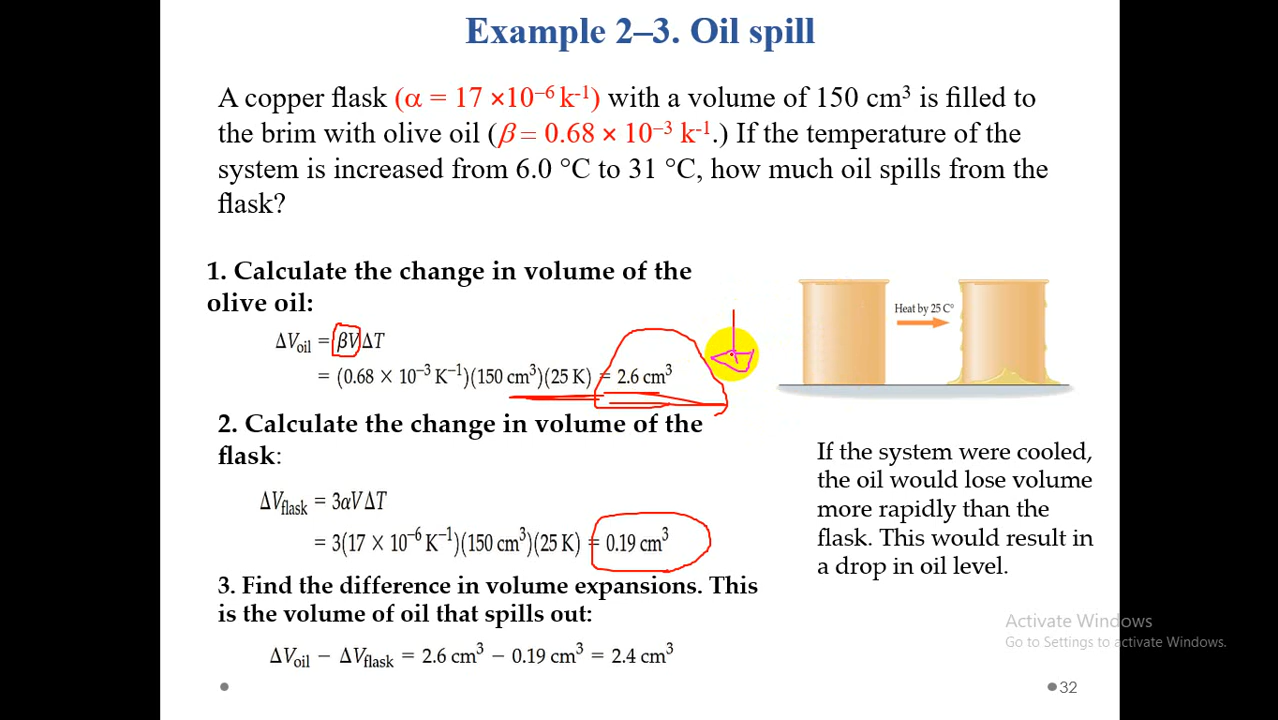 Example 2–3. Oil spill
A copper flask (α = 17 ×10⁻⁶ k⁻¹) with a volume of 150 cm³ is filled to
the brim with olive oil (β = 0.68 × 10⁻³ k⁻¹.) If the temperature of the
system is increased from 6.0 °C to 31 °C, how much oil spills from the
flask?
1. Calculate the change in volume of the
olive oil:
ΔV_oil = βVΔT
= (0.68 × 10⁻³ K⁻¹)(150 cm³)(25 K) = 2.6 cm³
2. Calculate the change in volume of the
flask:
ΔV_flask = 3αVΔT
= 3(17 × 10⁻⁶ K⁻¹)(150 cm³)(25 K) = 0.19 cm³
3. Find the difference in volume expansions. This
is the volume of oil that spills out:
ΔV_oil − ΔV_flask = 2.6 cm³ − 0.19 cm³ = 2.4 cm³
Heat by 25 C°
If the system were cooled,
the oil would lose volume
more rapidly than the
flask. This would result in
a drop in oil level.
Activate Windows
Go to Settings to activate Windows.
32